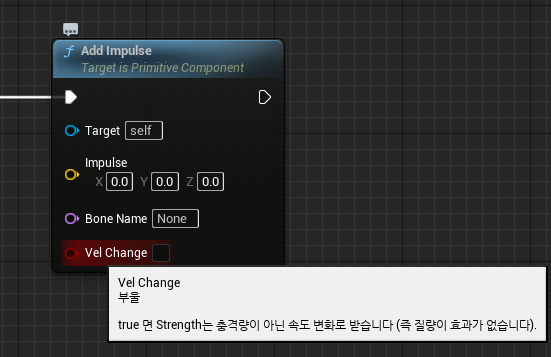 Add Impulse
Target is Primitive Component
Target self
Impulse
X 0.0 Y 0.0 Z 0.0
Bone Name None
Vel Change
Vel Change
부울
true 면 Strength는 충격량이 아닌 속도 변화로 받습니다 (즉 질량이 효과가 없습니다).